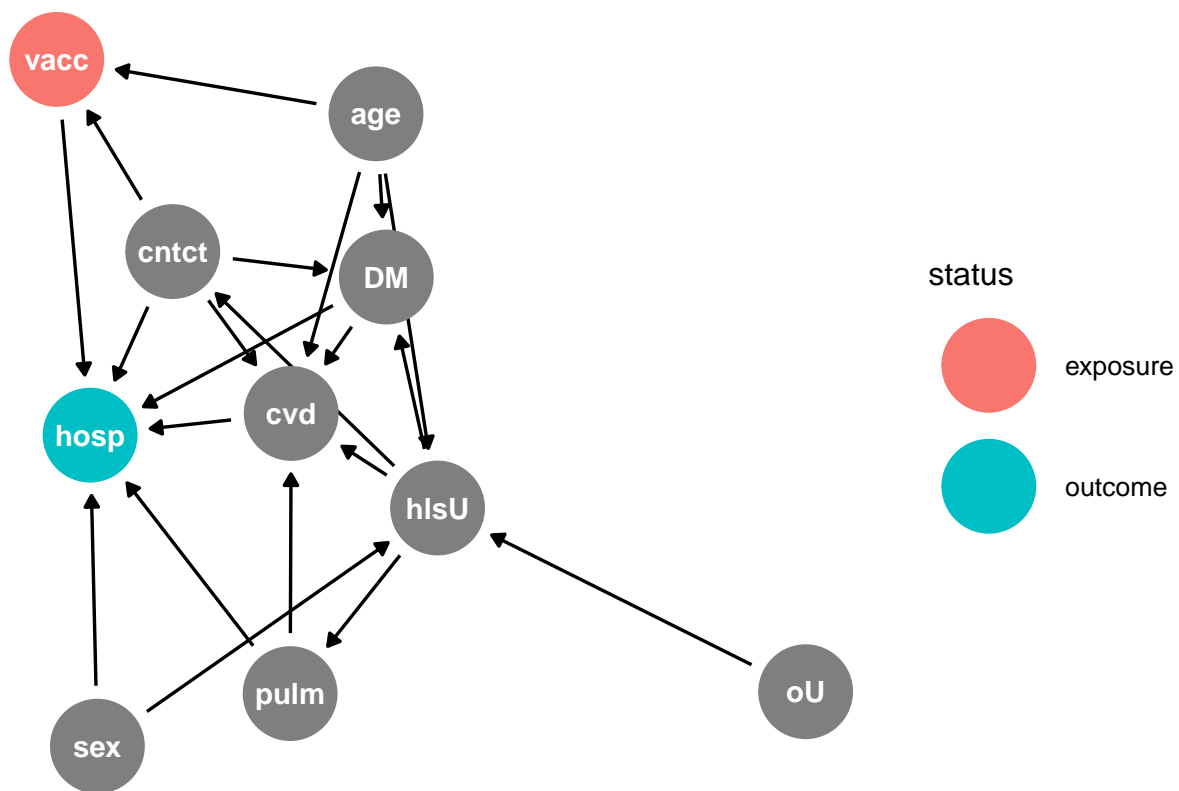 vacc
age
cntct
DM
status
exposure
cvd
hosp
outcome
hlsU
pulm
oU
sex